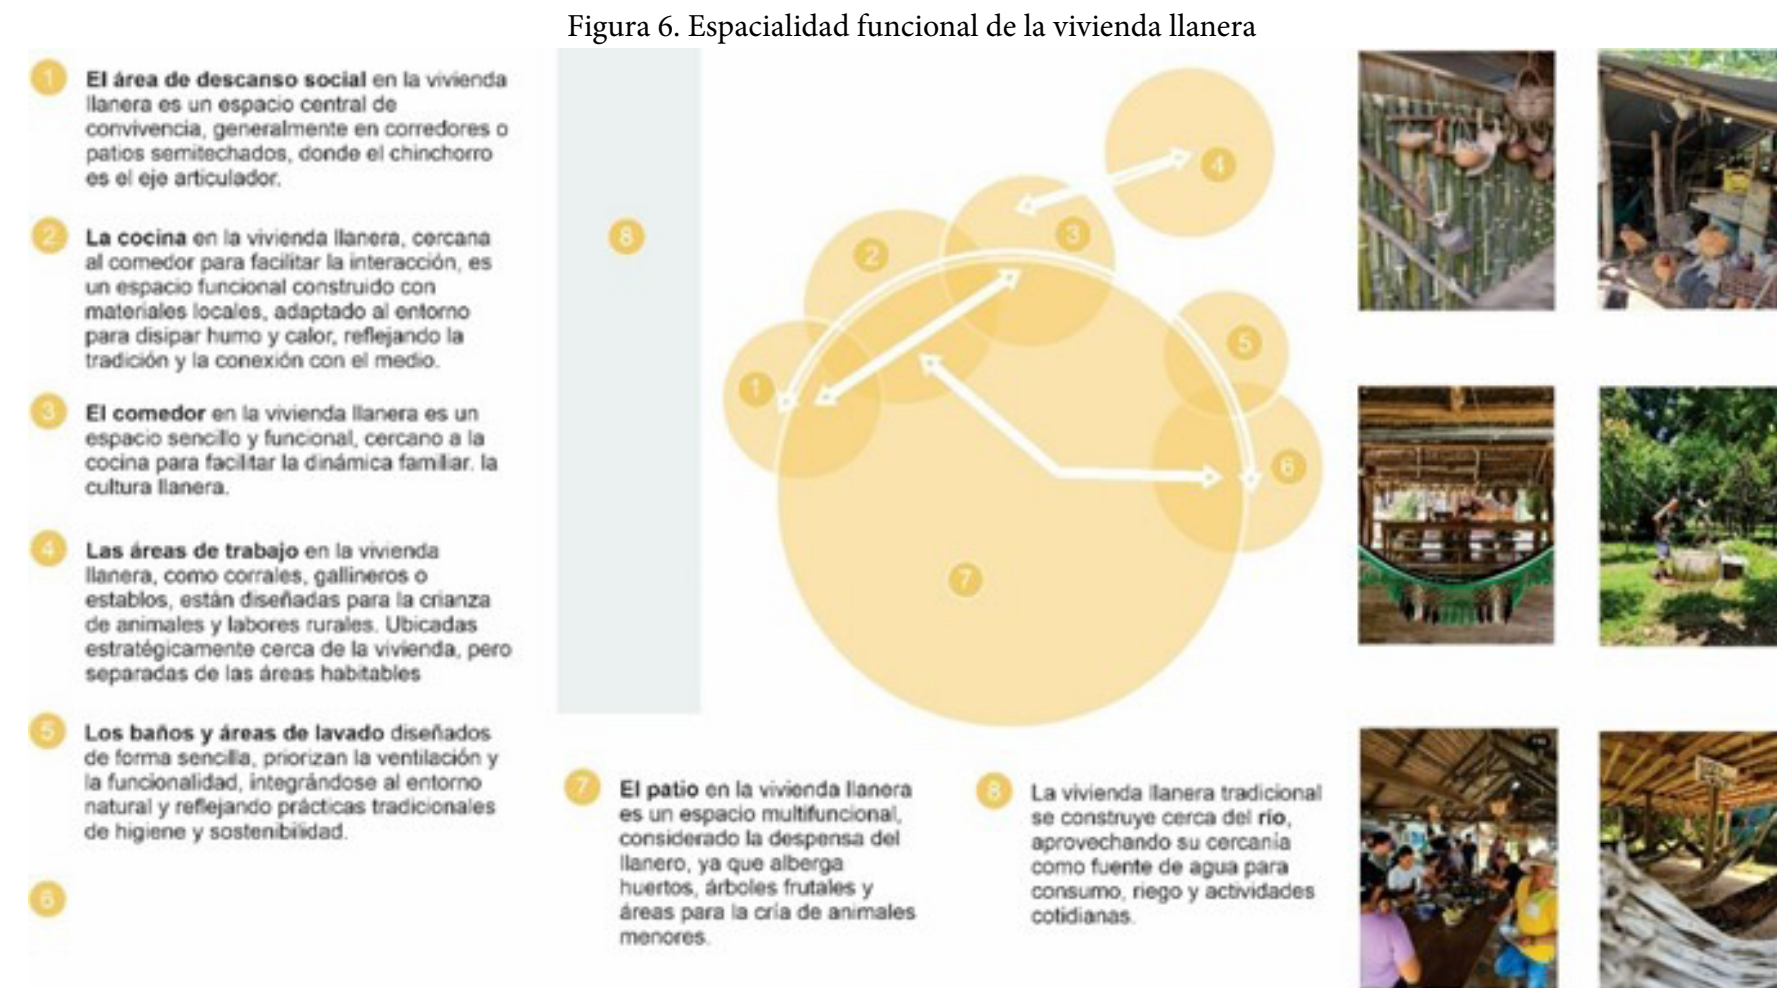 Figura 6. Espacialidad funcional de la vivienda llanera
1
El área de descanso social en la vivienda
llanera es un espacio central de
convivencia, generalmente en corredores o
patios semitechados, donde el chinchorro
es el eje articulador.
2
La cocina en la vivienda llanera, cercana
al comedor para facilitar la interacción, es
un espacio funcional construido con
materiales locales, adaptado al entorno
para disipar humo y calor, reflejando la
tradición y la conexión con el medio.
3
El comedor en la vivienda llanera es un
espacio sencillo y funcional, cercano a la
cocina para facilitar la dinámica familiar. la
cultura llanera.
4
Las áreas de trabajo en la vivienda
llanera, como corrales, gallineros o
establos, están diseñadas para la crianza
de animales y labores rurales. Ubicadas
estratégicamente cerca de la vivienda, pero
separadas de las áreas habitables
5
Los baños y áreas de lavado diseñados
de forma sencilla, priorizan la ventilación y
la funcionalidad, integrándose al entorno
natural y reflejando prácticas tradicionales
de higiene y sostenibilidad.
6
8
4
3
2
5
1
6
7
7
El patio en la vivienda llanera
es un espacio multifuncional,
considerado la despensa del
llanero, ya que alberga
huertos, árboles frutales y
áreas para la cría de animales
menores.
8
La vivienda llanera tradicional
se construye cerca del río,
aprovechando su cercanía
como fuente de agua para
consumo, riego y actividades
cotidianas.